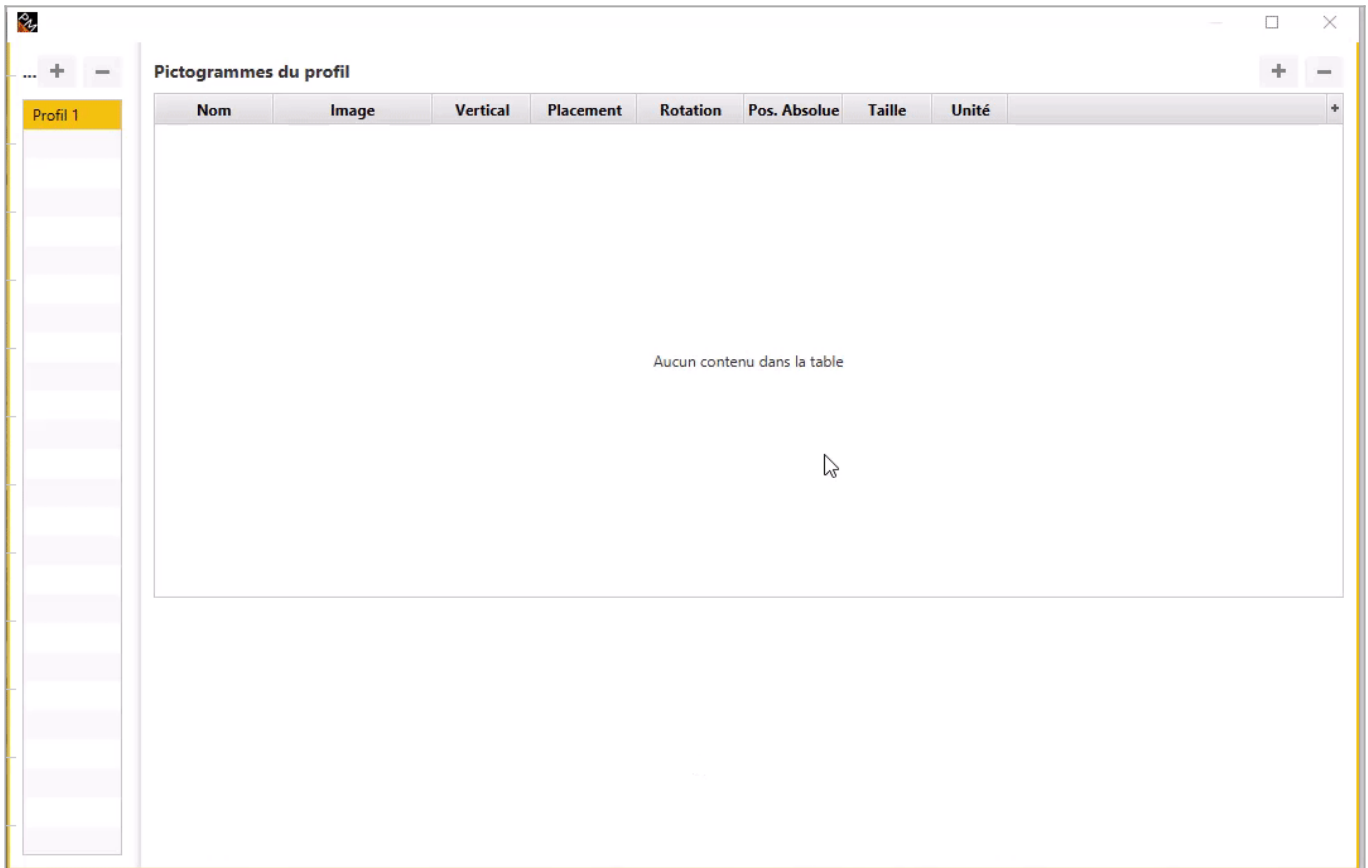 PM
...
Pictogrammes du profil
Profil 1
Nom Image Vertical Placement Rotation Pos. Absolue Taille Unité
Aucun contenu dans la table